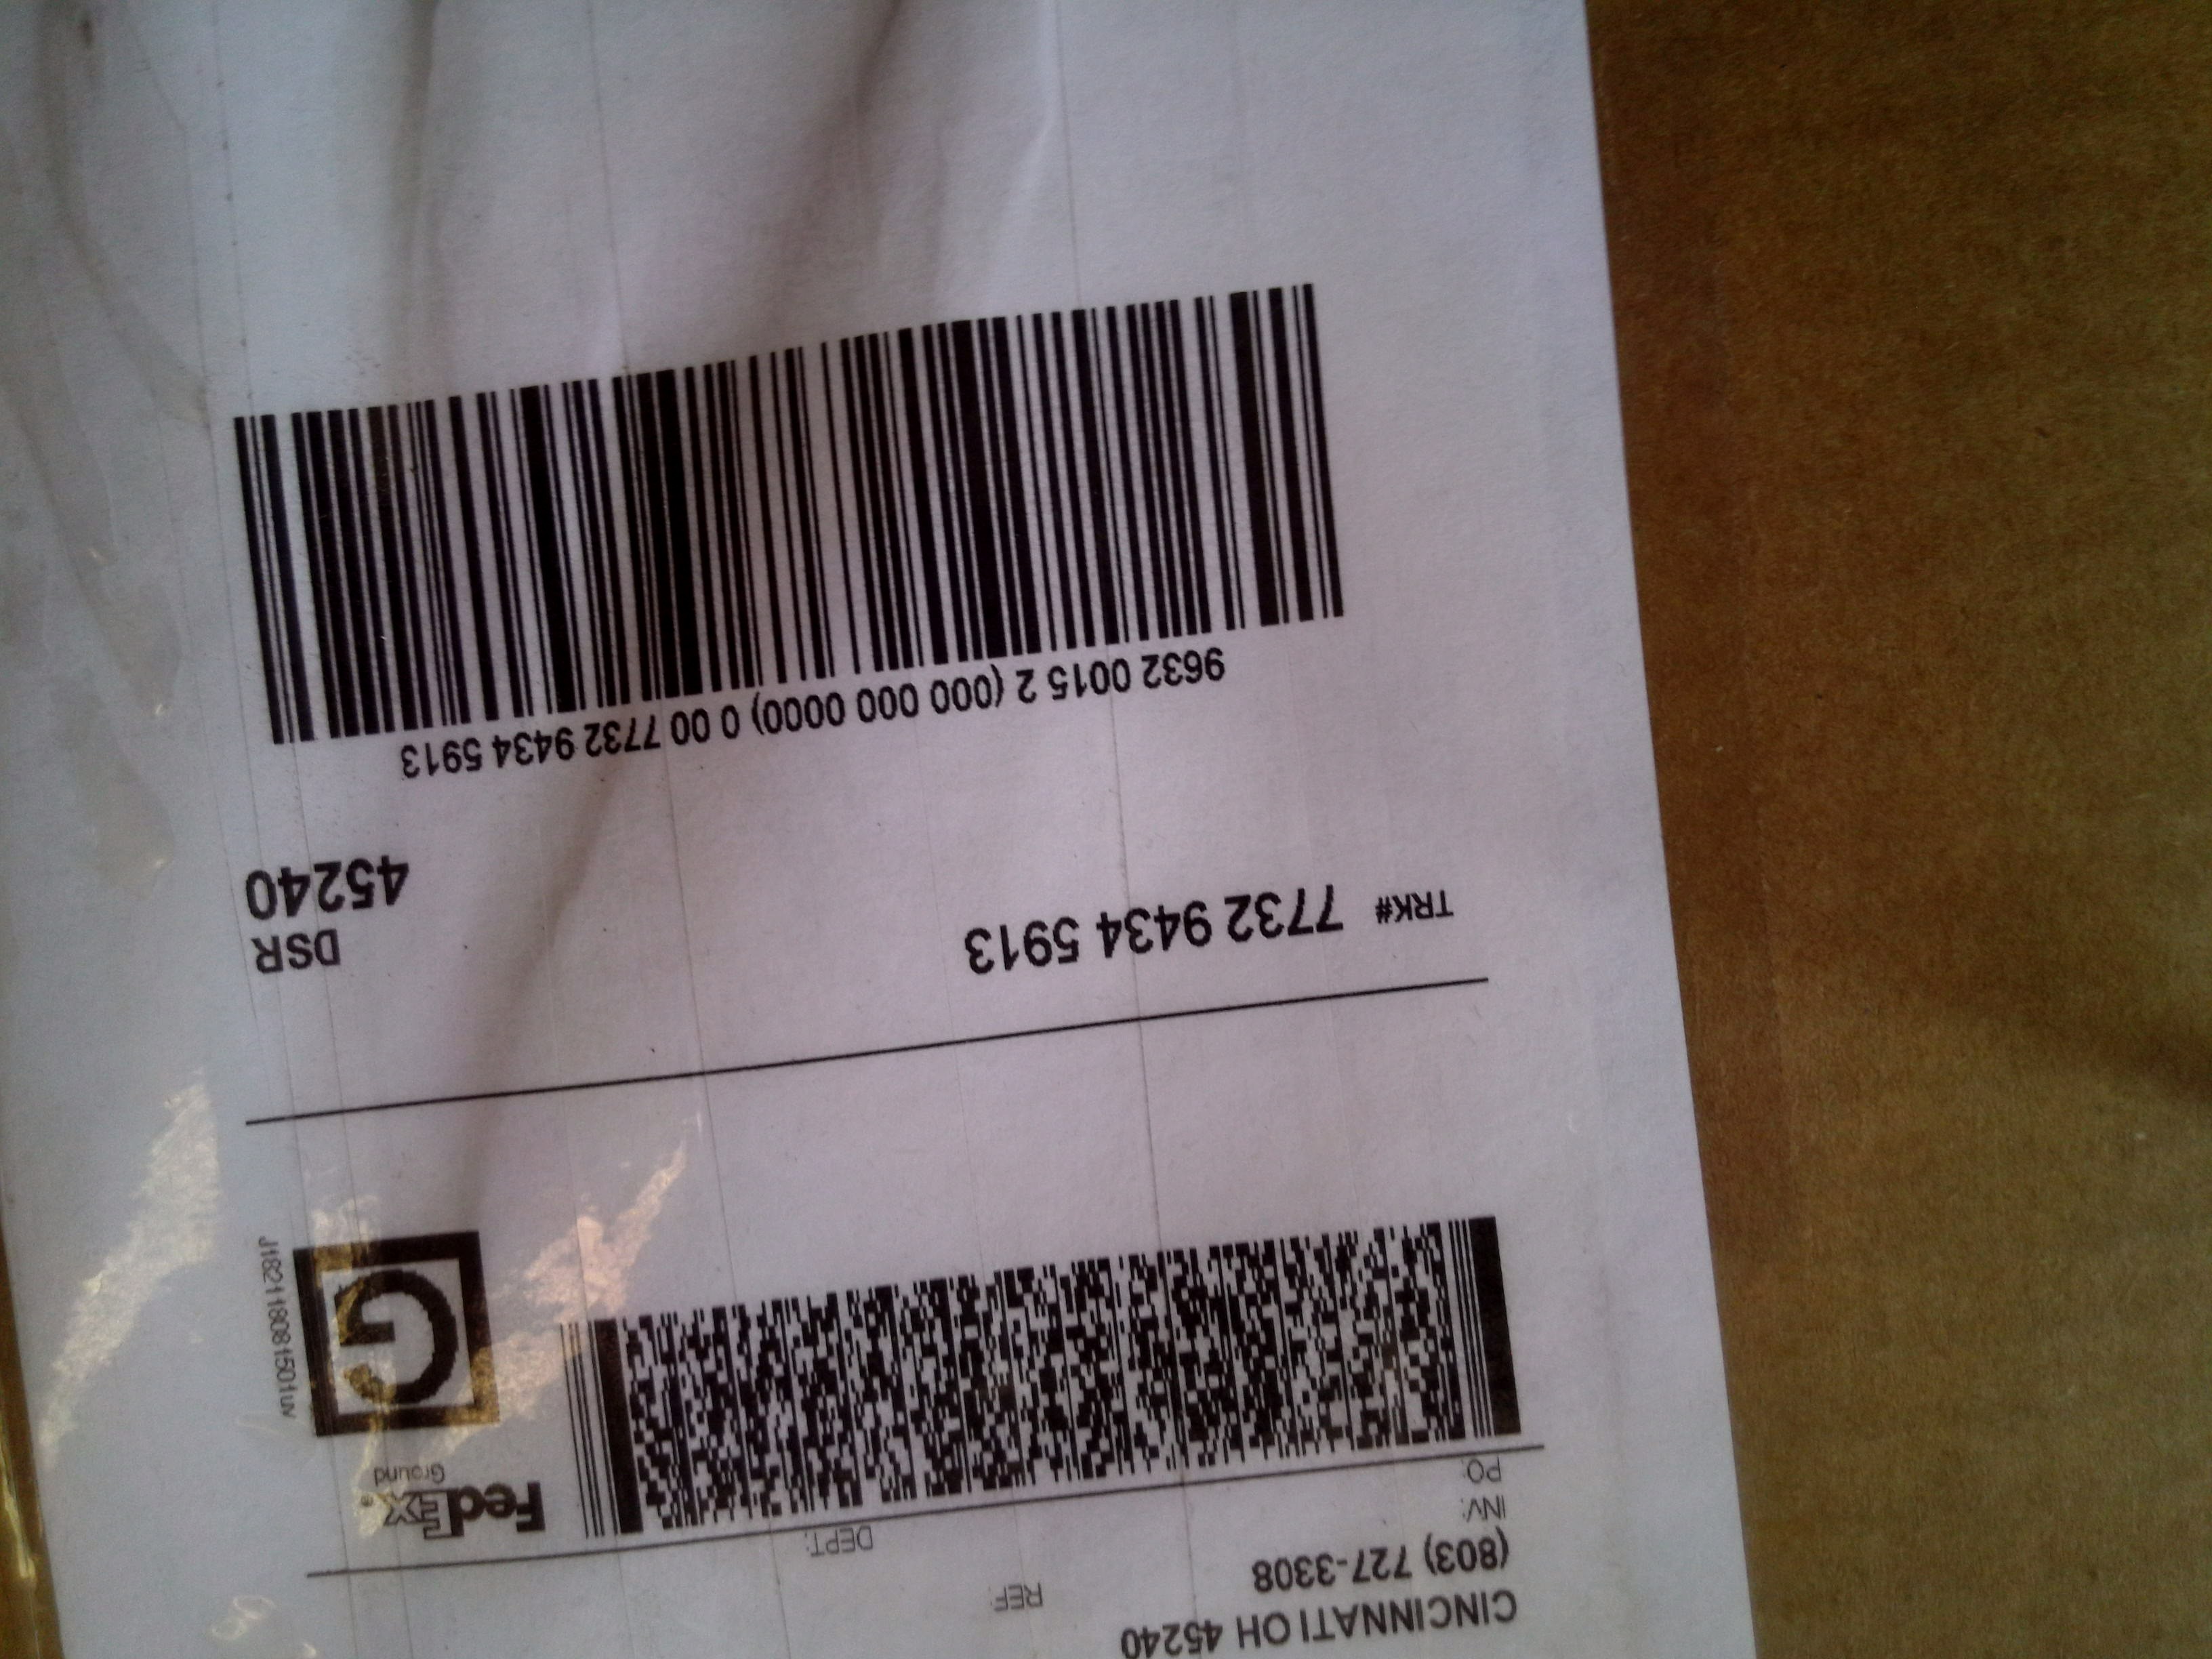 CINCINNATI OH 45240
(803) 727-3308
REF:
INV:
PO:
DEPT:
FedEx®
Ground
G
J182118081501uv
TRK# 7732 9434 5913
DSR
45240
9632 0015 2 (000 000 0000) 0 00 7732 9434 5913